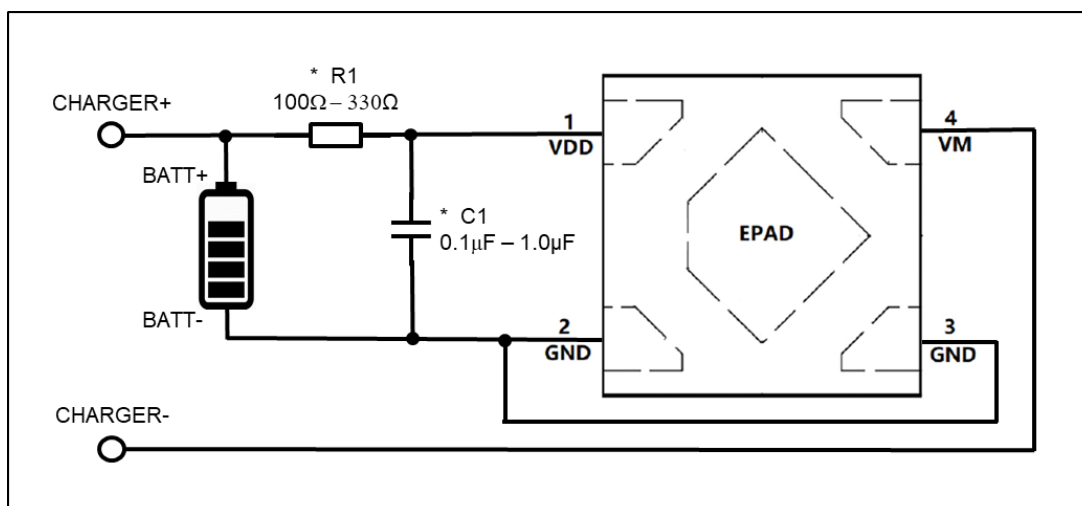 * R1
100Ω – 330Ω
CHARGER+
1
VDD
4
VM
BATT+
* C1
0.1μF – 1.0µF
EPAD
BATT-
2
GND
3
GND
CHARGER-